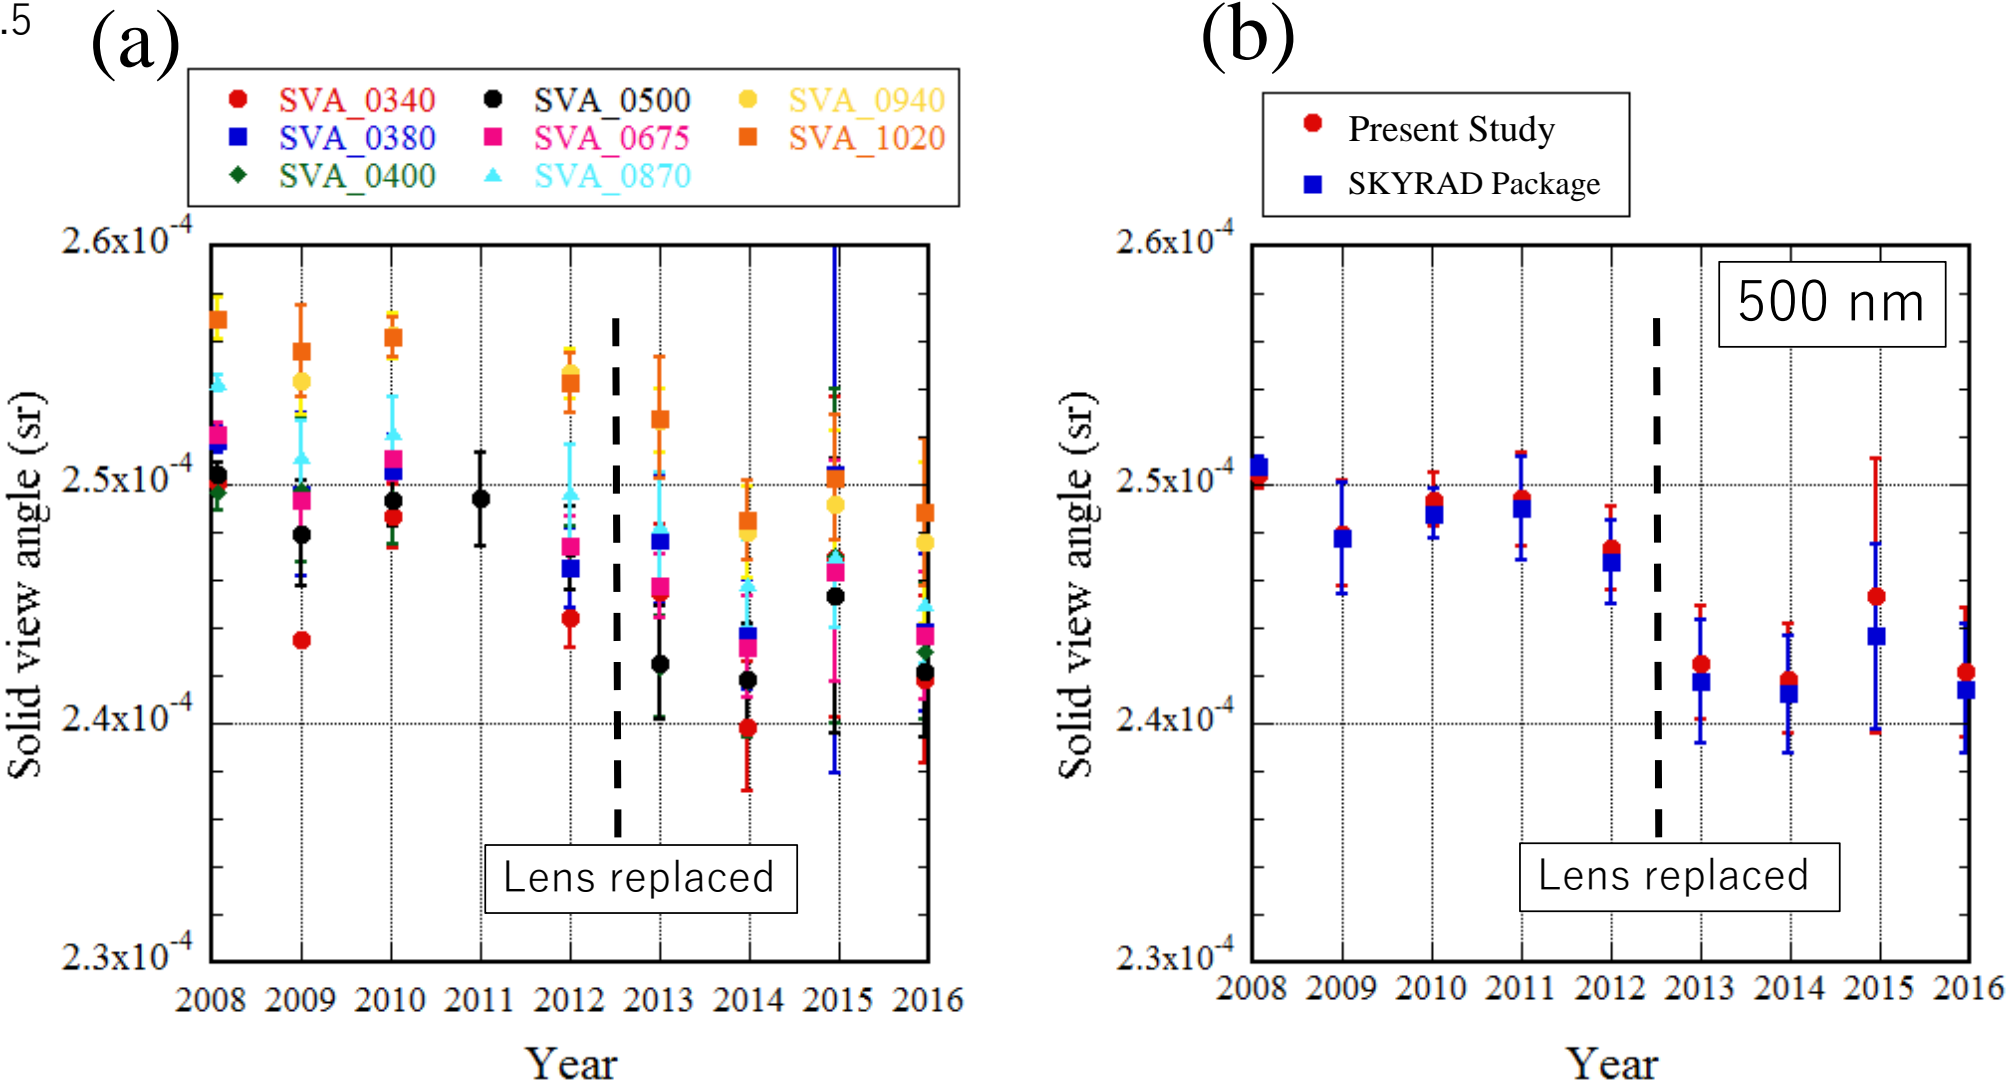 .5
(a)
SVA_0340 SVA_0500 SVA_0940
SVA_0380 SVA_0675 SVA_1020
SVA_0400 SVA_0870
2.6x10-4
2.5x10-4
2.4x10-4
2.3x10-4
Solid view angle (sr)
Lens replaced
2008 2009 2010 2011 2012 2013 2014 2015 2016
Year
(b)
Present Study
SKYRAD Package
2.6x10-4
2.5x10-4
2.4x10-4
2.3x10-4
Solid view angle (sr)
500 nm
Lens replaced
2008 2009 2010 2011 2012 2013 2014 2015 2016
Year